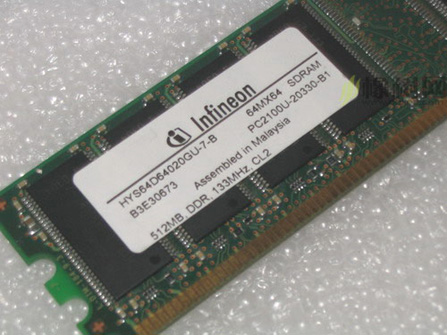 Infineon
HYS64D64020GU-7-B 64MX64 SDRAM
B3E30673 PC2100U-20330-B1
Assembled in Malaysia
512MB, DDR, 133MHz, CL2